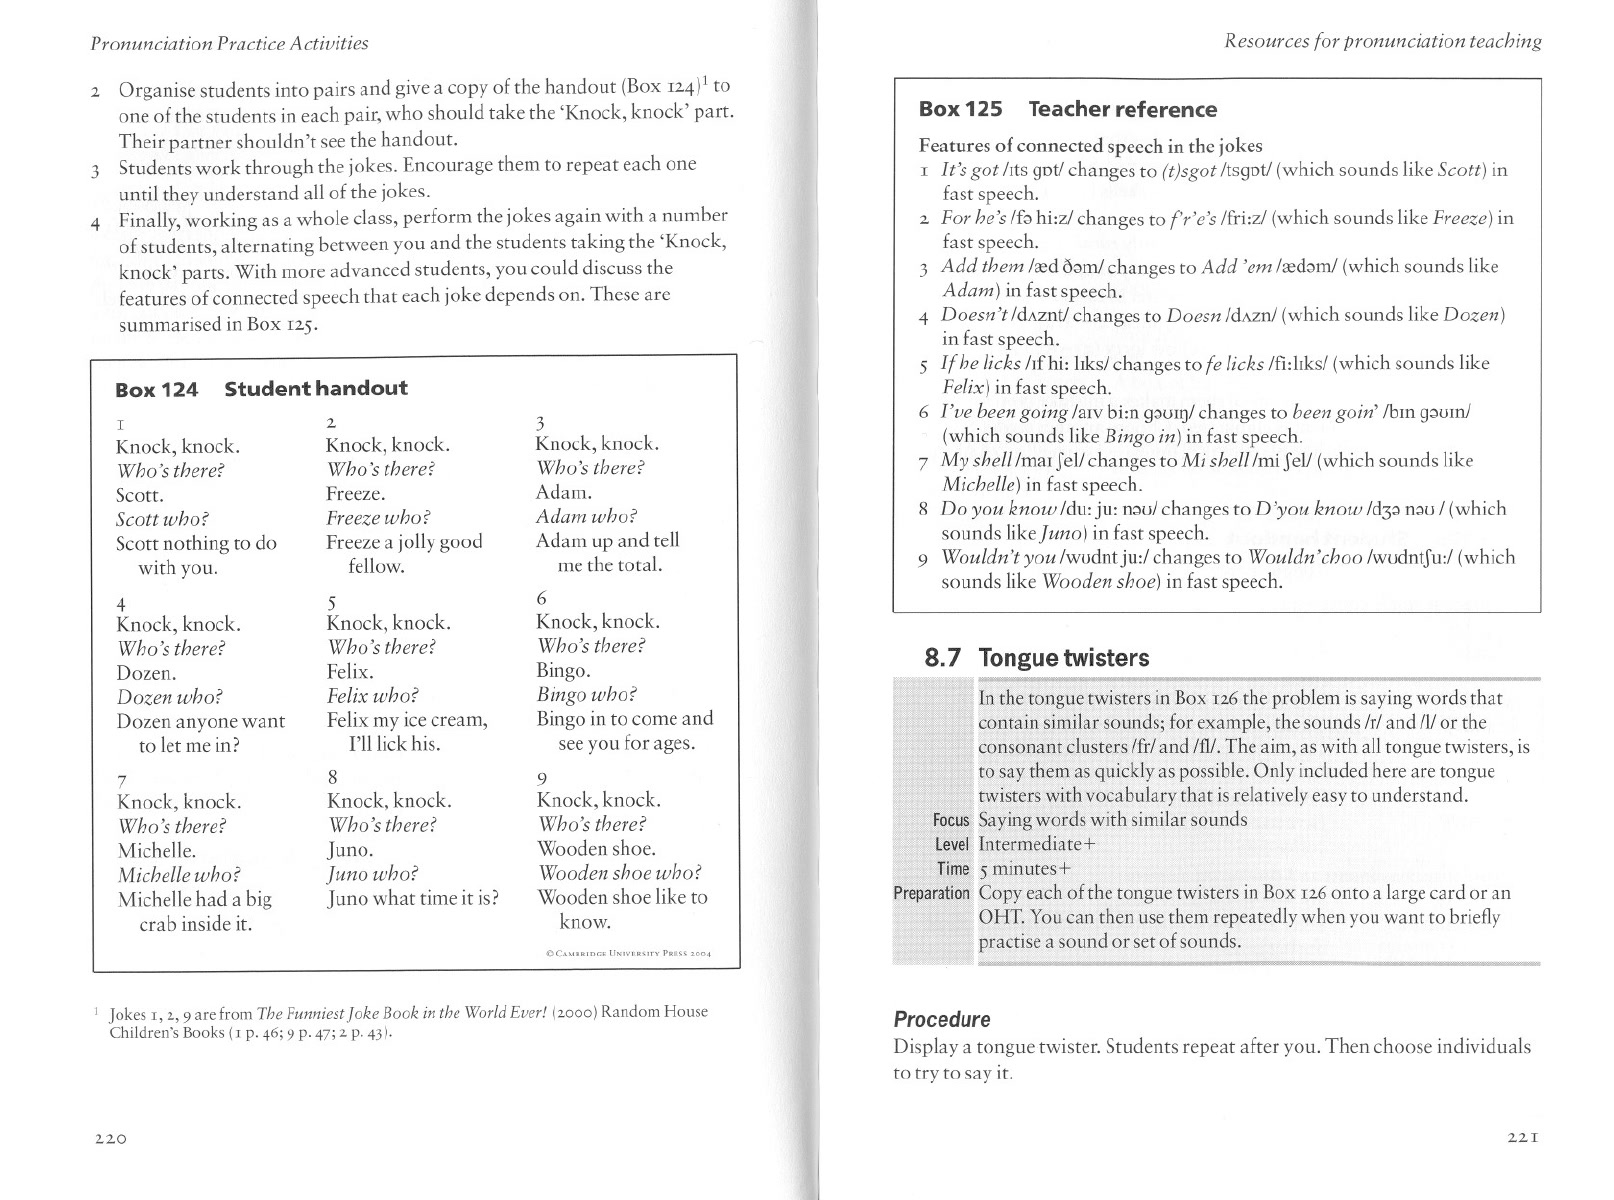 Pronunciation Practice Activities
2 Organise students into pairs and give a copy of the handout (Box 124)¹ to
one of the students in each pair, who should take the ‘Knock, knock’ part.
Their partner shouldn’t see the handout.
3 Students work through the jokes. Encourage them to repeat each one
until they understand all of the jokes.
4 Finally, working as a whole class, perform the jokes again with a number
of students, alternating between you and the students taking the ‘Knock,
knock’ parts. With more advanced students, you could discuss the
features of connected speech that each joke depends on. These are
summarised in Box 125.
Box 124 Student handout
1
Knock, knock.
Who’s there?
Scott.
Scott who?
Scott nothing to do
with you.
2
Knock, knock.
Who’s there?
Freeze.
Freeze who?
Freeze a jolly good
fellow.
3
Knock, knock.
Who’s there?
Adam.
Adam who?
Adam up and tell
me the total.
4
Knock, knock.
Who’s there?
Dozen.
Dozen who?
Dozen anyone want
to let me in?
5
Knock, knock.
Who’s there?
Felix.
Felix who?
Felix my ice cream,
I’ll lick his.
6
Knock, knock.
Who’s there?
Bingo.
Bingo who?
Bingo in to come and
see you for ages.
7
Knock, knock.
Who’s there?
Michelle.
Michelle who?
Michelle had a big
crab inside it.
8
Knock, knock.
Who’s there?
Juno.
Juno who?
Juno what time it is?
9
Knock, knock.
Who’s there?
Wooden shoe.
Wooden shoe who?
Wooden shoe like to
know.
© CAMBRIDGE UNIVERSITY PRESS 2004
¹ Jokes 1, 2, 9 are from The Funniest Joke Book in the World Ever! (2000) Random House
Children’s Books (1 p. 46; 9 p. 47; 2 p. 43).
220
Resources for pronunciation teaching
Box 125 Teacher reference
Features of connected speech in the jokes
1 It’s got /ɪts gɒt/ changes to (t)sgot /tsgɒt/ (which sounds like Scott) in
fast speech.
2 For he’s /fə hiːz/ changes to f’r’e’s /friːz/ (which sounds like Freeze) in
fast speech.
3 Add them /æd ðəm/ changes to Add ’em /ædəm/ (which sounds like
Adam) in fast speech.
4 Doesn’t /dʌznt/ changes to Doesn /dʌzn/ (which sounds like Dozen)
in fast speech.
5 If he licks /ɪf hiː lɪks/ changes to fe licks /fiːlɪks/ (which sounds like
Felix) in fast speech.
6 I’ve been going /aɪv biːn gəʊɪŋ/ changes to been goin’ /bɪn gəʊɪn/
(which sounds like Bingo in) in fast speech.
7 My shell /maɪ ʃel/ changes to Mi shell /mi ʃel/ (which sounds like
Michelle) in fast speech.
8 Do you know /duː juː nəʊ/ changes to D’you know /dʒə nəʊ / (which
sounds like Juno) in fast speech.
9 Wouldn’t you /wʊdnt juː/ changes to Wouldn’choo /wʊdntʃuː/ (which
sounds like Wooden shoe) in fast speech.
8.7 Tongue twisters
In the tongue twisters in Box 126 the problem is saying words that
contain similar sounds; for example, the sounds /r/ and /l/ or the
consonant clusters /fr/ and /fl/. The aim, as with all tongue twisters, is
to say them as quickly as possible. Only included here are tongue
twisters with vocabulary that is relatively easy to understand.
Focus Saying words with similar sounds
Level Intermediate+
Time 5 minutes+
Preparation Copy each of the tongue twisters in Box 126 onto a large card or an
OHT. You can then use them repeatedly when you want to briefly
practise a sound or set of sounds.
Procedure
Display a tongue twister. Students repeat after you. Then choose individuals
to try to say it.
221